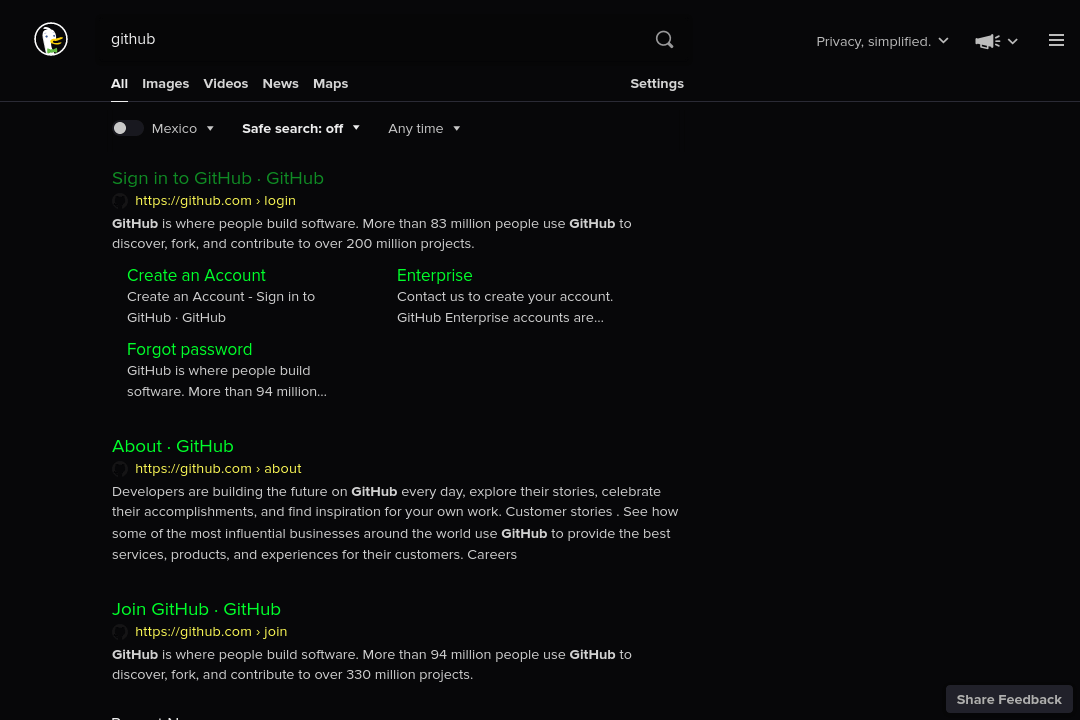 github
Privacy, simplified.
All Images Videos News Maps Settings
Mexico Safe search: off Any time
Sign in to GitHub · GitHub
https://github.com › login
GitHub is where people build software. More than 83 million people use GitHub to
discover, fork, and contribute to over 200 million projects.
Create an Account
Create an Account - Sign in to
GitHub · GitHub
Enterprise
Contact us to create your account.
GitHub Enterprise accounts are...
Forgot password
GitHub is where people build
software. More than 94 million...
About · GitHub
https://github.com › about
Developers are building the future on GitHub every day, explore their stories, celebrate
their accomplishments, and find inspiration for your own work. Customer stories . See how
some of the most influential businesses around the world use GitHub to provide the best
services, products, and experiences for their customers. Careers
Join GitHub · GitHub
https://github.com › join
GitHub is where people build software. More than 94 million people use GitHub to
discover, fork, and contribute to over 330 million projects.
Share Feedback